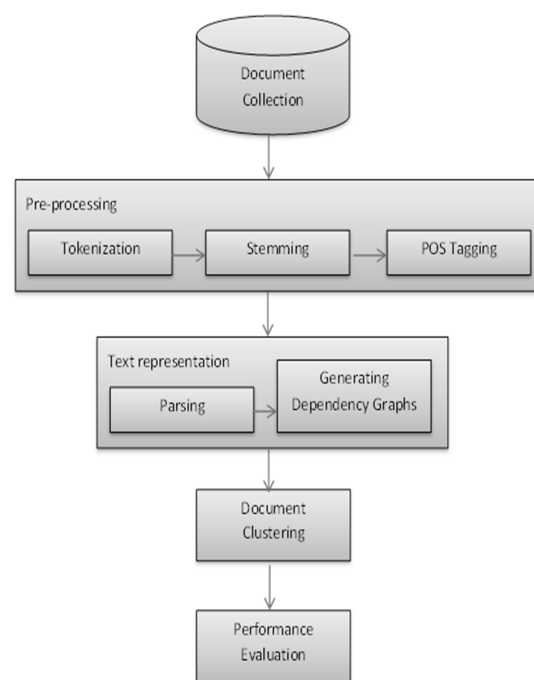 Document
Collection
Pre-processing
Tokenization
Stemming
POS Tagging
Text representation
Parsing
Generating
Dependency Graphs
Document
Clustering
Performance
Evaluation